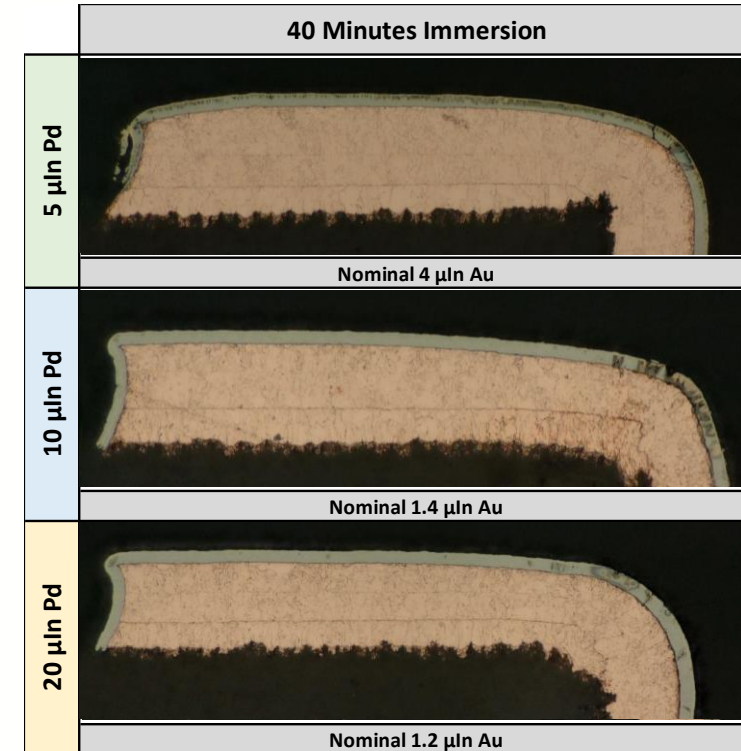 40 Minutes Immersion
5 µIn Pd
Nominal 4 µIn Au
10 µIn Pd
Nominal 1.4 µIn Au
20 µIn Pd
Nominal 1.2 µIn Au